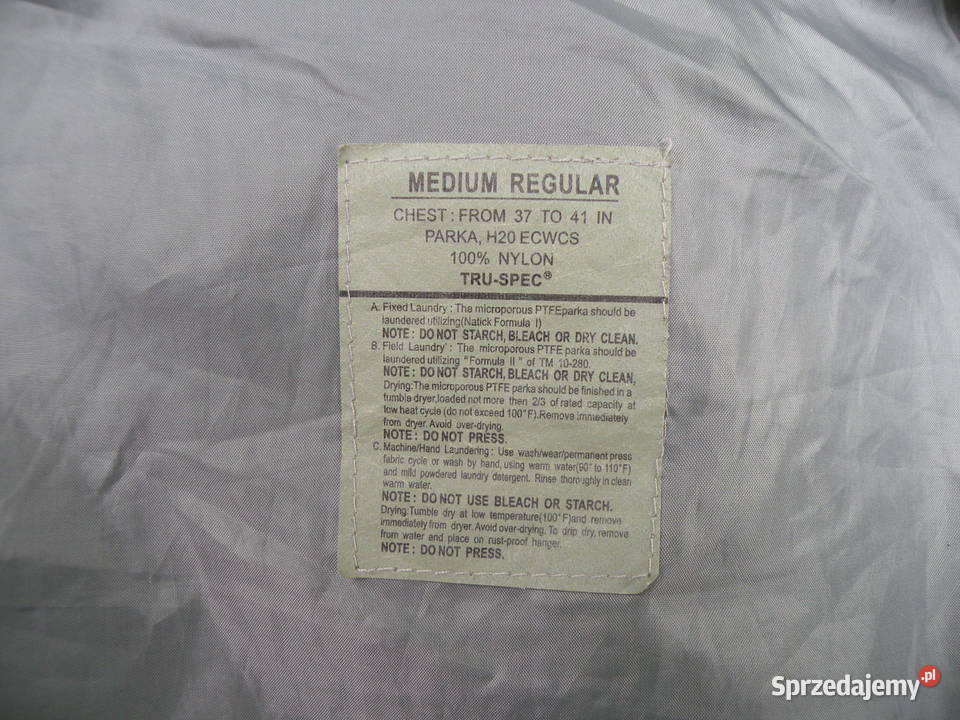 MEDIUM REGULAR
CHEST : FROM 37 TO 41 IN
PARKA, H20 ECWCS
100% NYLON
TRU-SPEC®
A. Fixed Laundry : The microporous PTFEparka should be
laundered utilizing(Natick Formula I)
NOTE : DO NOT STARCH, BLEACH OR DRY CLEAN.
B. Field Laundry' : The microporous PTFE parka should be
laundered utilizing "Formula II" of TM 10-280.
NOTE : DO NOT STARCH, BLEACH OR DRY CLEAN,
Drying:The microporous PTFE parka should be finished in a
tumble dryer,loaded not more then 2/3 of rated capacity at
low heat cycle (do not exceed 100°F).Remove immediately
from dryer. Avoid over-drying.
NOTE : DO NOT PRESS.
C. Machine/Hand Laundering : Use wash/wear/permanent press
fabric cycle or wash by hand, using warm water(90° to 110°F)
and mild powdered laundry detergent. Rinse thoroughly in clean
warm water.
NOTE : DO NOT USE BLEACH OR STARCH.
Drying:Tumble dry at low temperature(100°F)and remove
immediately from dryer. Avoid over-drying. To drip dry, remove
from water and place on rust-proof hanger.
NOTE : DO NOT PRESS.
Sprzedajemy.pl